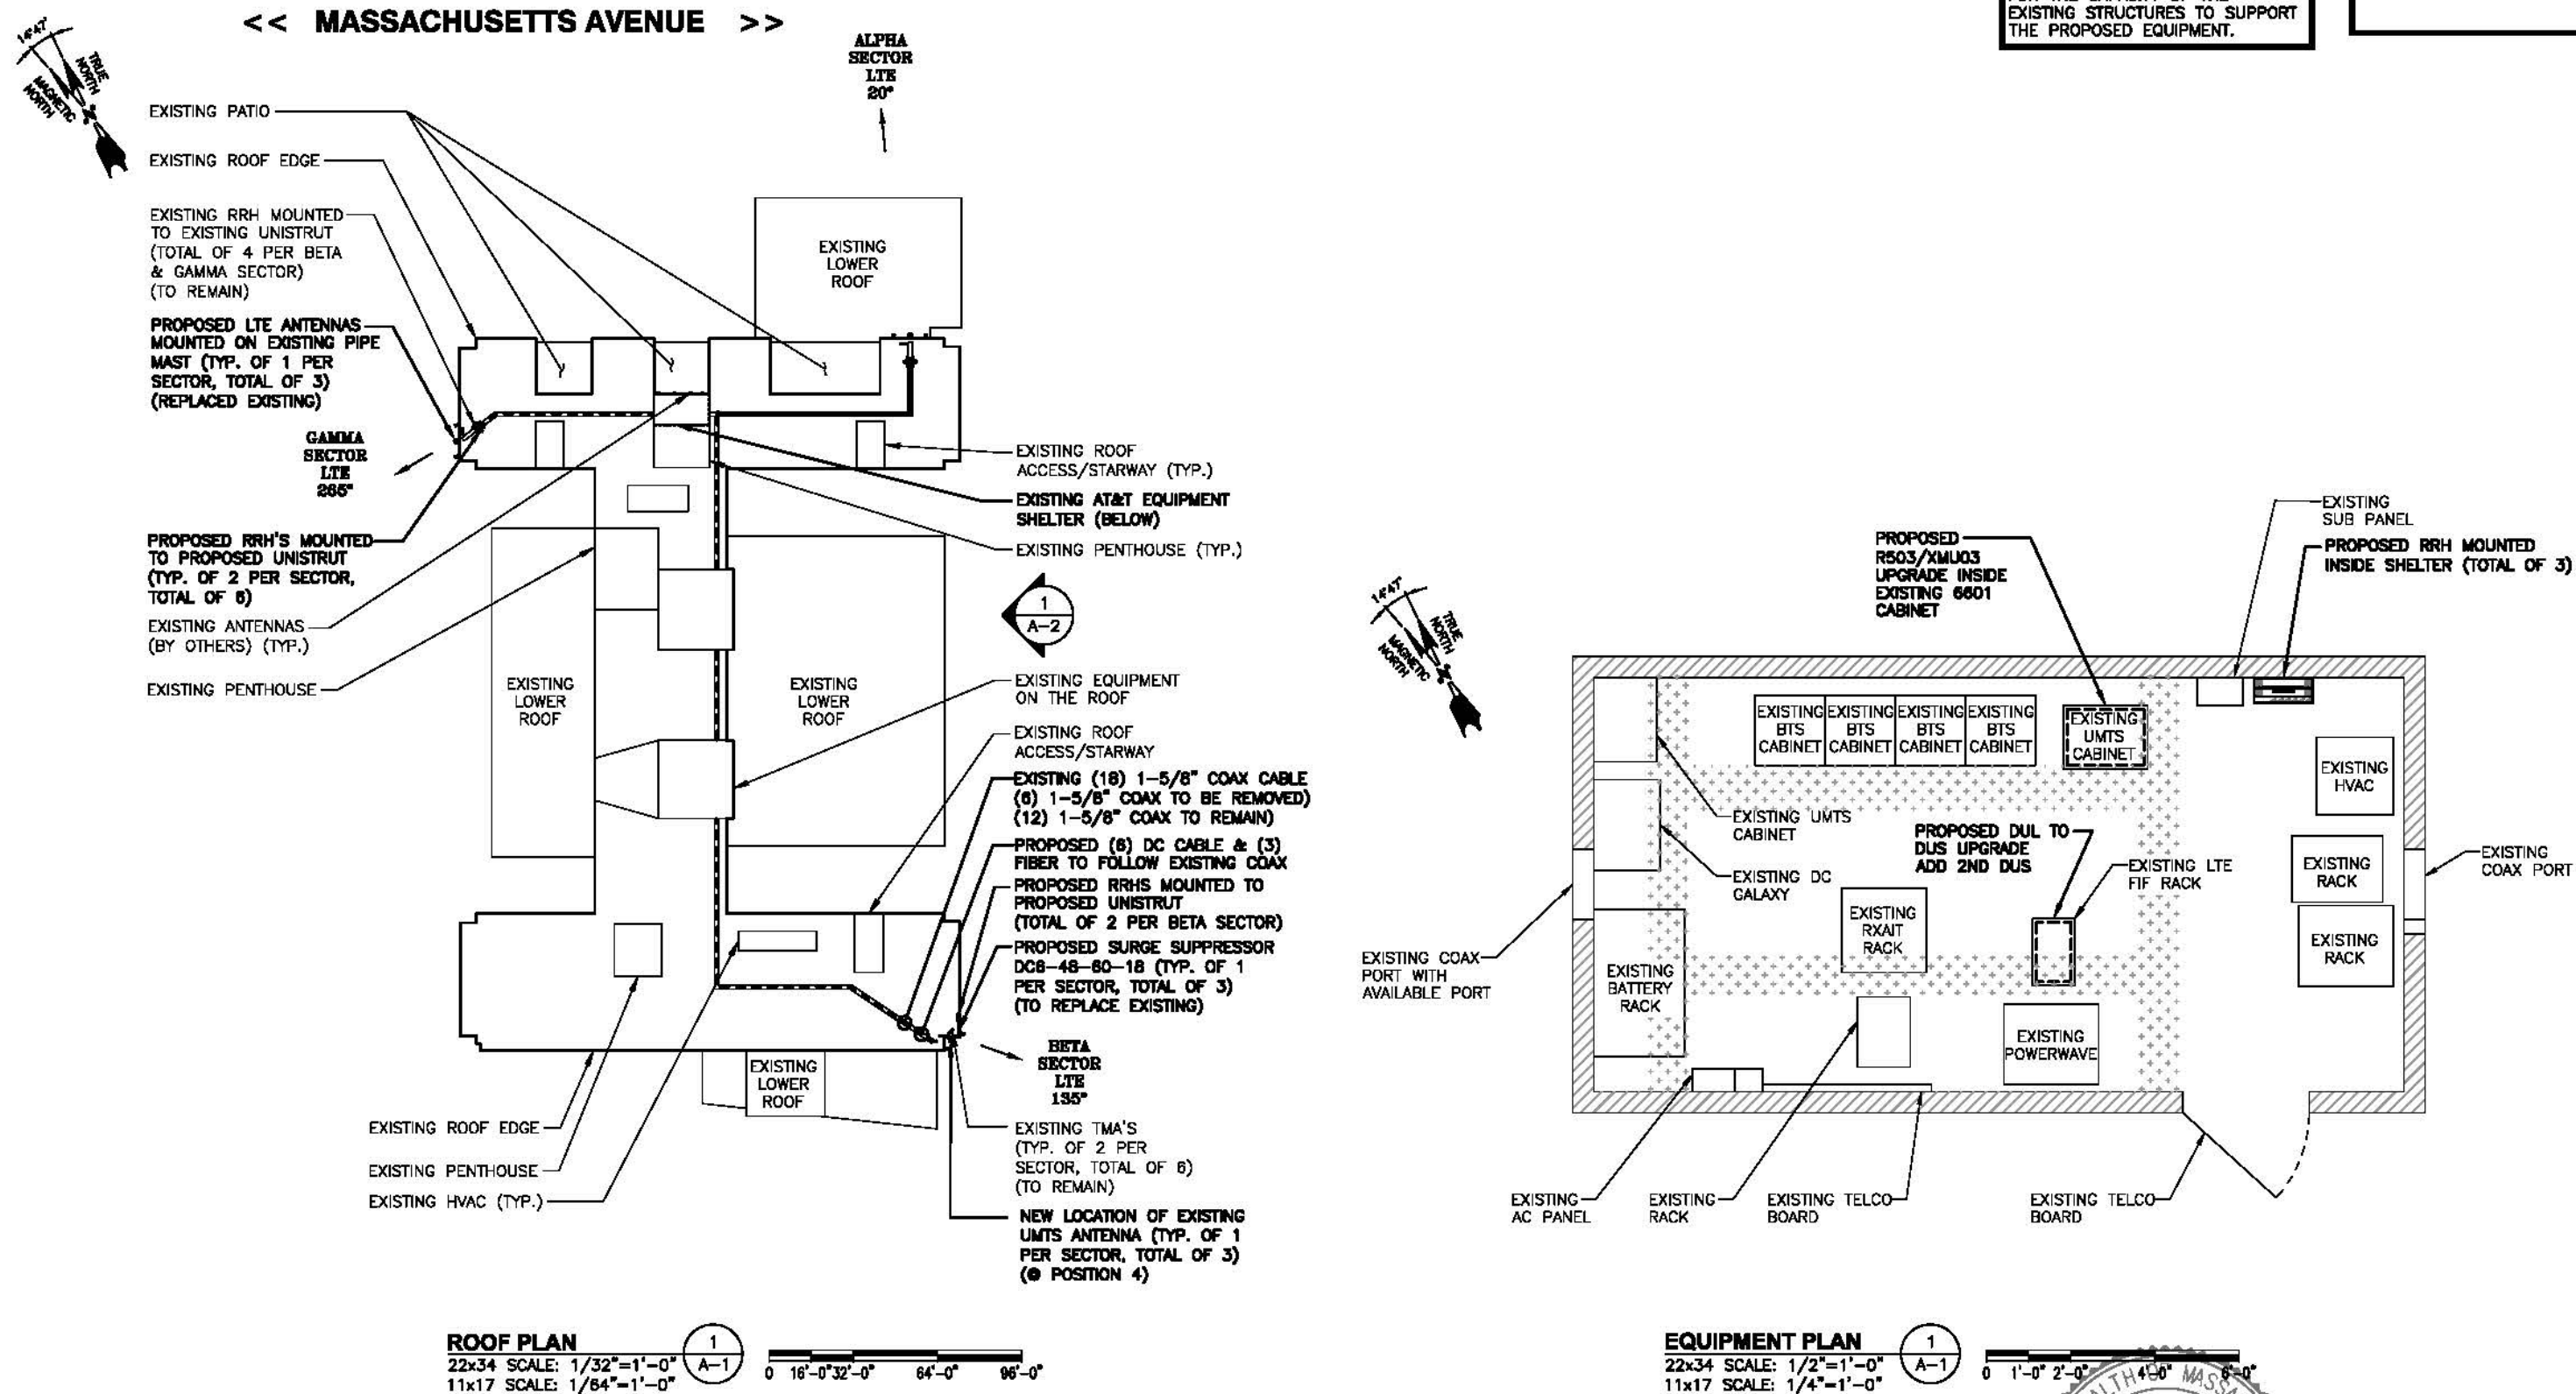 << MASSACHUSETTS AVENUE >>
EXISTING STRUCTURES TO SUPPORT
THE PROPOSED EQUIPMENT.
14°47'
TRUE
NORTH
MAGNETIC
NORTH
ALPHA
SECTOR
LTE
20°
EXISTING PATIO
EXISTING ROOF EDGE
EXISTING RRH MOUNTED
TO EXISTING UNISTRUT
(TOTAL OF 4 PER BETA
& GAMMA SECTOR)
(TO REMAIN)
PROPOSED LTE ANTENNAS
MOUNTED ON EXISTING PIPE
MAST (TYP. OF 1 PER
SECTOR, TOTAL OF 3)
(REPLACED EXISTING)
GAMMA
SECTOR
LTE
265°
PROPOSED RRH'S MOUNTED
TO PROPOSED UNISTRUT
(TYP. OF 2 PER SECTOR,
TOTAL OF 6)
EXISTING ANTENNAS
(BY OTHERS) (TYP.)
EXISTING PENTHOUSE
EXISTING
LOWER
ROOF
EXISTING
LOWER
ROOF
EXISTING
LOWER
ROOF
EXISTING
LOWER
ROOF
EXISTING ROOF
ACCESS/STARWAY (TYP.)
EXISTING AT&T EQUIPMENT
SHELTER (BELOW)
EXISTING PENTHOUSE (TYP.)
1
A-2
EXISTING EQUIPMENT
ON THE ROOF
EXISTING ROOF
ACCESS/STARWAY
EXISTING (18) 1-5/8" COAX CABLE
(6) 1-5/8" COAX TO BE REMOVED)
(12) 1-5/8" COAX TO REMAIN)
PROPOSED (6) DC CABLE & (3)
FIBER TO FOLLOW EXISTING COAX
PROPOSED RRHS MOUNTED TO
PROPOSED UNISTRUT
(TOTAL OF 2 PER BETA SECTOR)
PROPOSED SURGE SUPPRESSOR
DC6-48-60-18 (TYP. OF 1
PER SECTOR, TOTAL OF 3)
(TO REPLACE EXISTING)
BETA
SECTOR
LTE
135°
EXISTING TMA'S
(TYP. OF 2 PER
SECTOR, TOTAL OF 6)
(TO REMAIN)
NEW LOCATION OF EXISTING
UMTS ANTENNA (TYP. OF 1
PER SECTOR, TOTAL OF 3)
(@ POSITION 4)
EXISTING ROOF EDGE
EXISTING PENTHOUSE
EXISTING HVAC (TYP.)
ROOF PLAN
22x34 SCALE: 1/32"=1'-0"
11x17 SCALE: 1/64"=1'-0"
1
A-1
0 16'-0" 32'-0" 64'-0" 96'-0"
14°47'
TRUE
NORTH
MAGNETIC
NORTH
PROPOSED
R503/XMU03
UPGRADE INSIDE
EXISTING 6601
CABINET
EXISTING
SUB PANEL
PROPOSED RRH MOUNTED
INSIDE SHELTER (TOTAL OF 3)
EXISTING
BTS
CABINET
EXISTING
BTS
CABINET
EXISTING
BTS
CABINET
EXISTING
BTS
CABINET
EXISTING
UMTS
CABINET
EXISTING
HVAC
EXISTING UMTS
CABINET
PROPOSED DUL TO
DUS UPGRADE
ADD 2ND DUS
EXISTING LTE
FIF RACK
EXISTING
RACK
EXISTING
COAX PORT
EXISTING DC
GALAXY
EXISTING
RXAIT
RACK
EXISTING
RACK
EXISTING COAX
PORT WITH
AVAILABLE PORT
EXISTING
BATTERY
RACK
EXISTING
POWERWAVE
EXISTING
AC PANEL
EXISTING
RACK
EXISTING TELCO
BOARD
EXISTING TELCO
BOARD
EQUIPMENT PLAN
22x34 SCALE: 1/2"=1'-0"
11x17 SCALE: 1/4"=1'-0"
1
A-1
0 1'-0" 2'-0" 4'-0" 6'-0"